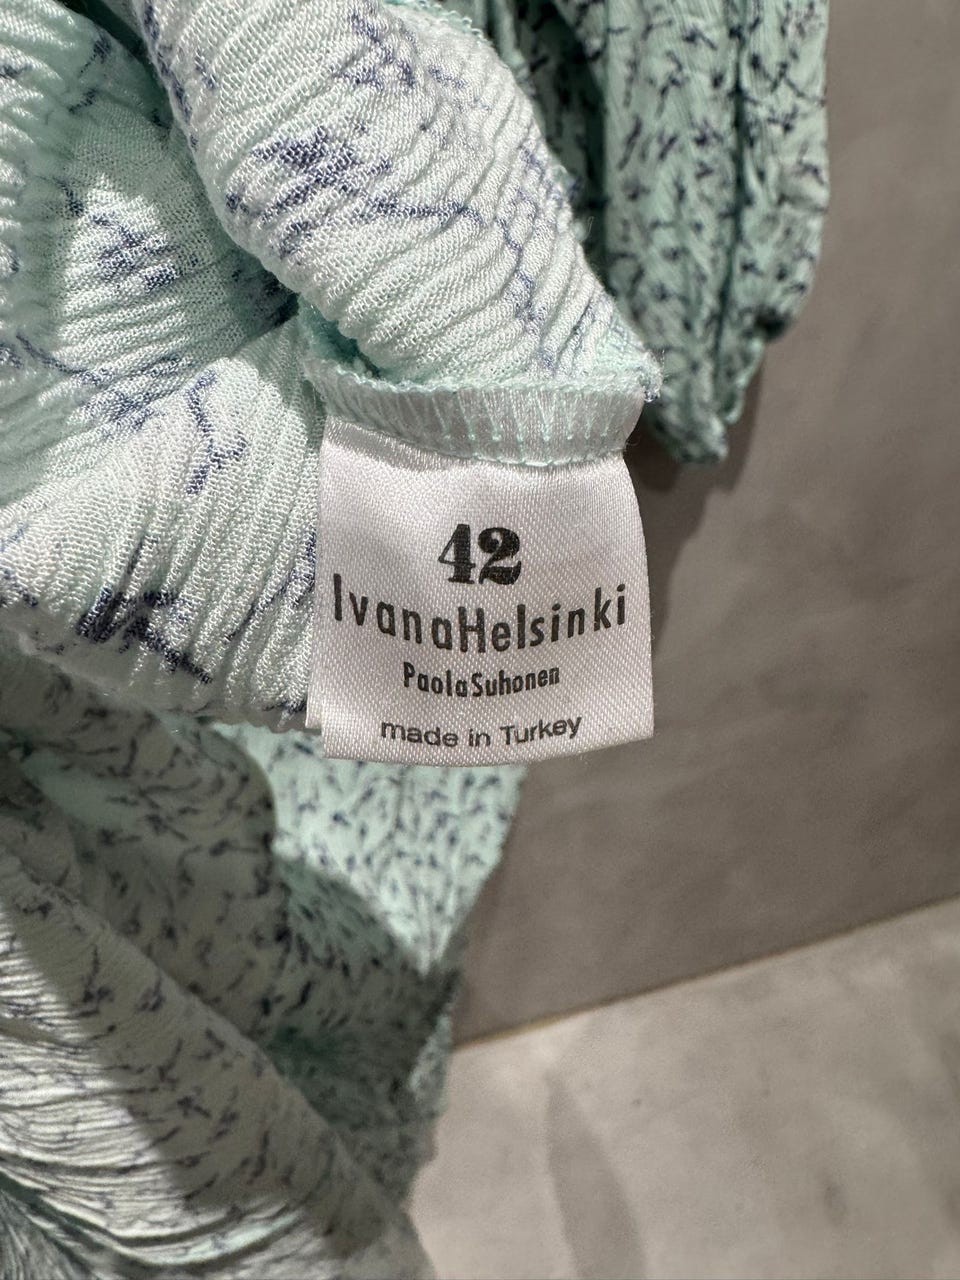 42
IvanaHelsinki
PaolaSuhonen
made in Turkey